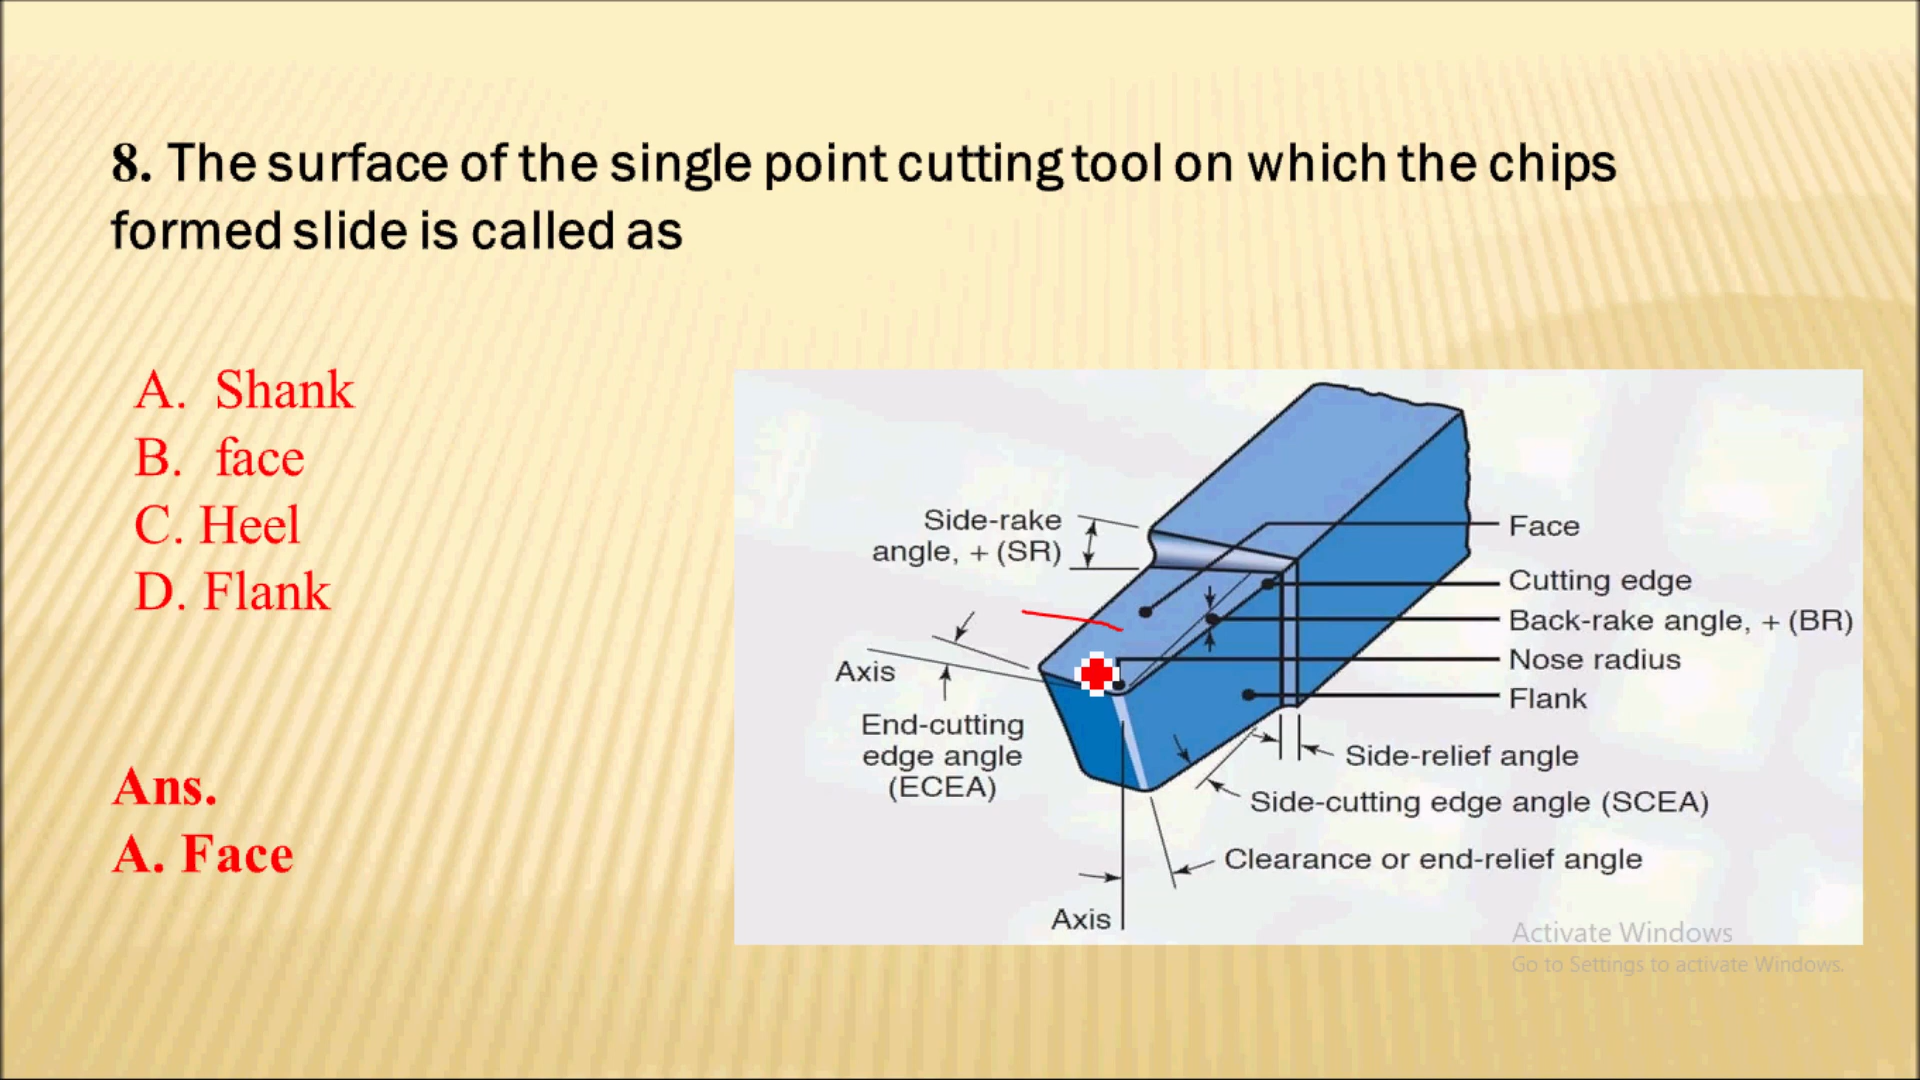 8. The surface of the single point cutting tool on which the chips
formed slide is called as
A. Shank
B. face
C. Heel
D. Flank
Ans.
A. Face
Side-rake
angle, + (SR)
Axis
End-cutting
edge angle
(ECEA)
Face
Cutting edge
Back-rake angle, + (BR)
Nose radius
Flank
Side-relief angle
Side-cutting edge angle (SCEA)
Clearance or end-relief angle
Axis
Activate Windows
Go to Settings to activate Windows.